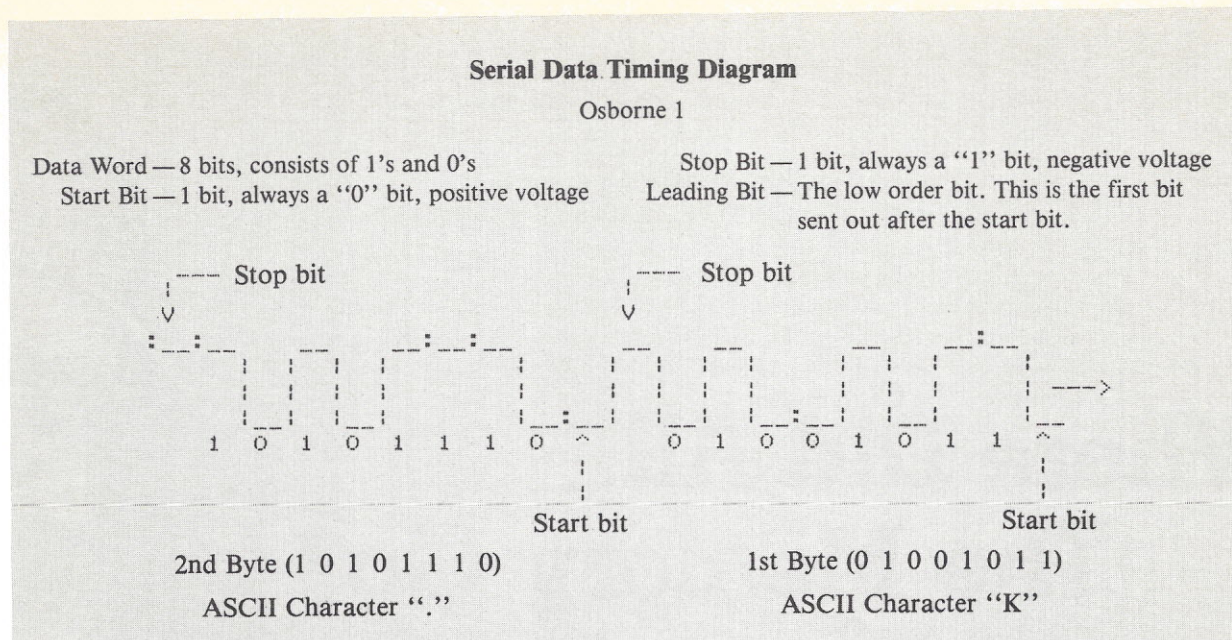 Serial Data Timing Diagram
Osborne 1
Data Word — 8 bits, consists of 1's and 0's
Start Bit — 1 bit, always a “0” bit, positive voltage
Stop Bit — 1 bit, always a “1” bit, negative voltage
Leading Bit — The low order bit. This is the first bit
sent out after the start bit.
Stop bit
Stop bit
1 0 1 0 1 1 1 0 ^ 0 1 0 0 1 0 1 1 ^
Start bit
Start bit
2nd Byte (1 0 1 0 1 1 1 0)
ASCII Character “.”
1st Byte (0 1 0 0 1 0 1 1)
ASCII Character “K”